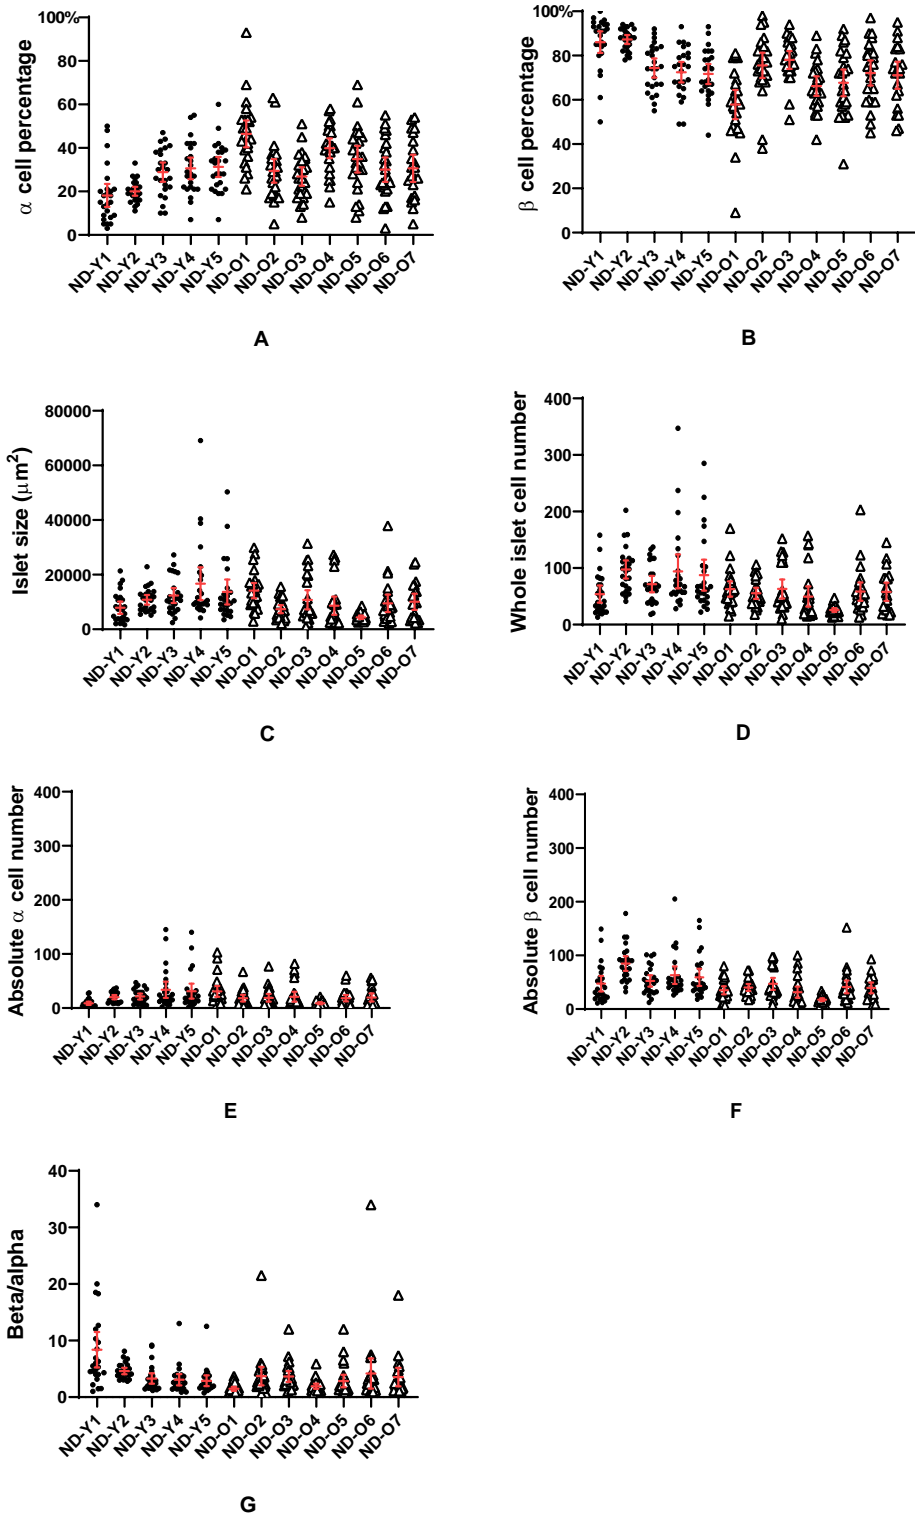 α cell percentage
100%
80
60
40
20
0
ND-Y1
ND-Y2
ND-Y3
ND-Y4
ND-Y5
ND-O1
ND-O2
ND-O3
ND-O4
ND-O5
ND-O6
ND-O7
A
β cell percentage
100%
80
60
40
20
0
ND-Y1
ND-Y2
ND-Y3
ND-Y4
ND-Y5
ND-O1
ND-O2
ND-O3
ND-O4
ND-O5
ND-O6
ND-O7
B
Islet size (μm²)
80000
60000
40000
20000
0
ND-Y1
ND-Y2
ND-Y3
ND-Y4
ND-Y5
ND-O1
ND-O2
ND-O3
ND-O4
ND-O5
ND-O6
ND-O7
C
Whole islet cell number
400
300
200
100
0
ND-Y1
ND-Y2
ND-Y3
ND-Y4
ND-Y5
ND-O1
ND-O2
ND-O3
ND-O4
ND-O5
ND-O6
ND-O7
D
Absolute α cell number
400
300
200
100
0
ND-Y1
ND-Y2
ND-Y3
ND-Y4
ND-Y5
ND-O1
ND-O2
ND-O3
ND-O4
ND-O5
ND-O6
ND-O7
E
Absolute β cell number
400
300
200
100
0
ND-Y1
ND-Y2
ND-Y3
ND-Y4
ND-Y5
ND-O1
ND-O2
ND-O3
ND-O4
ND-O5
ND-O6
ND-O7
F
Beta/alpha
40
30
20
10
0
ND-Y1
ND-Y2
ND-Y3
ND-Y4
ND-Y5
ND-O1
ND-O2
ND-O3
ND-O4
ND-O5
ND-O6
ND-O7
G